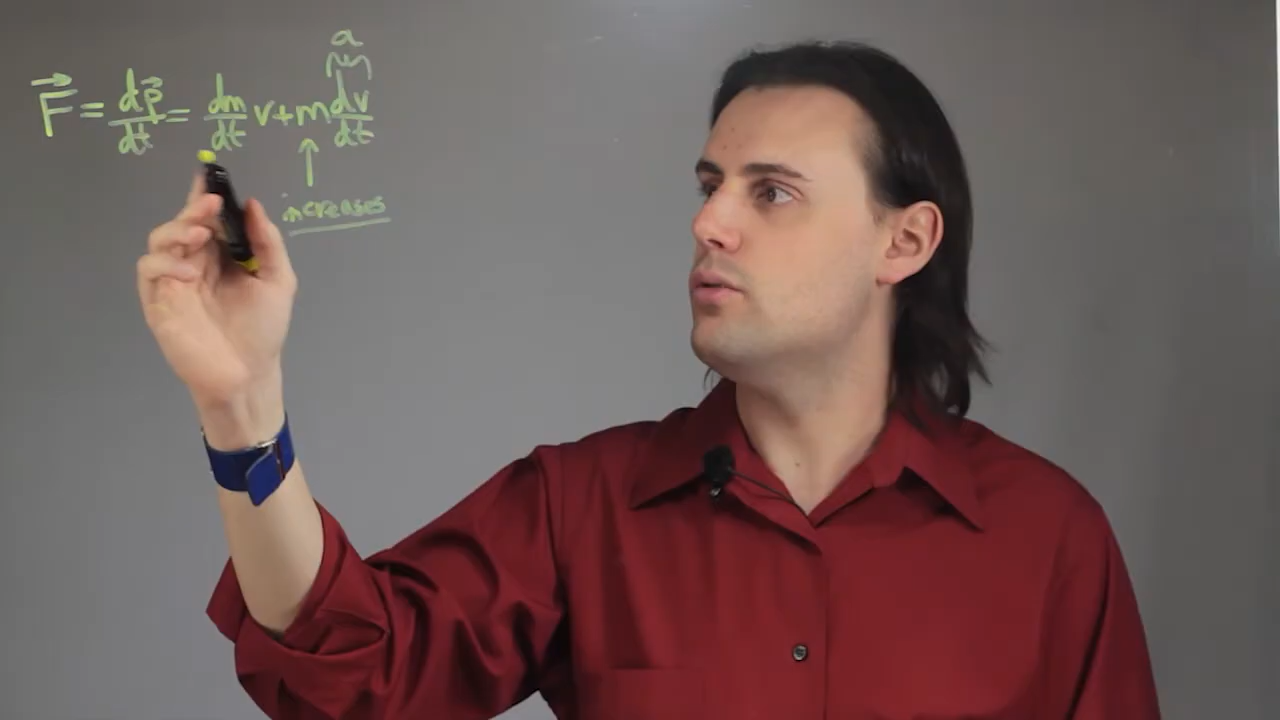 a
F⃗ = dp⃗/dt = dm/dt v + m dv/dt
↑
increases